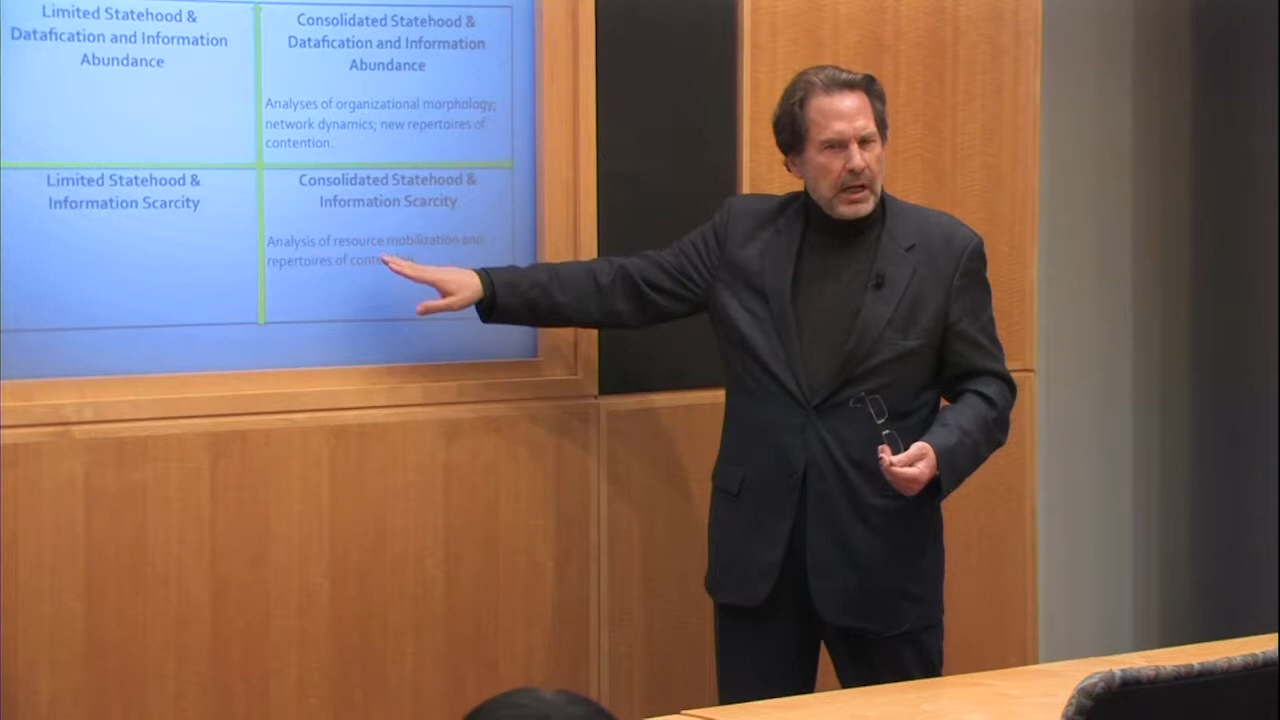 Limited Statehood &
Datafication and Information
Abundance
Consolidated Statehood &
Datafication and Information
Abundance
Analyses of organizational morphology;
network dynamics; new repertoires of
contention.
Limited Statehood &
Information Scarcity
Consolidated Statehood &
Information Scarcity
Analysis of resource mobilization and
repertoires of